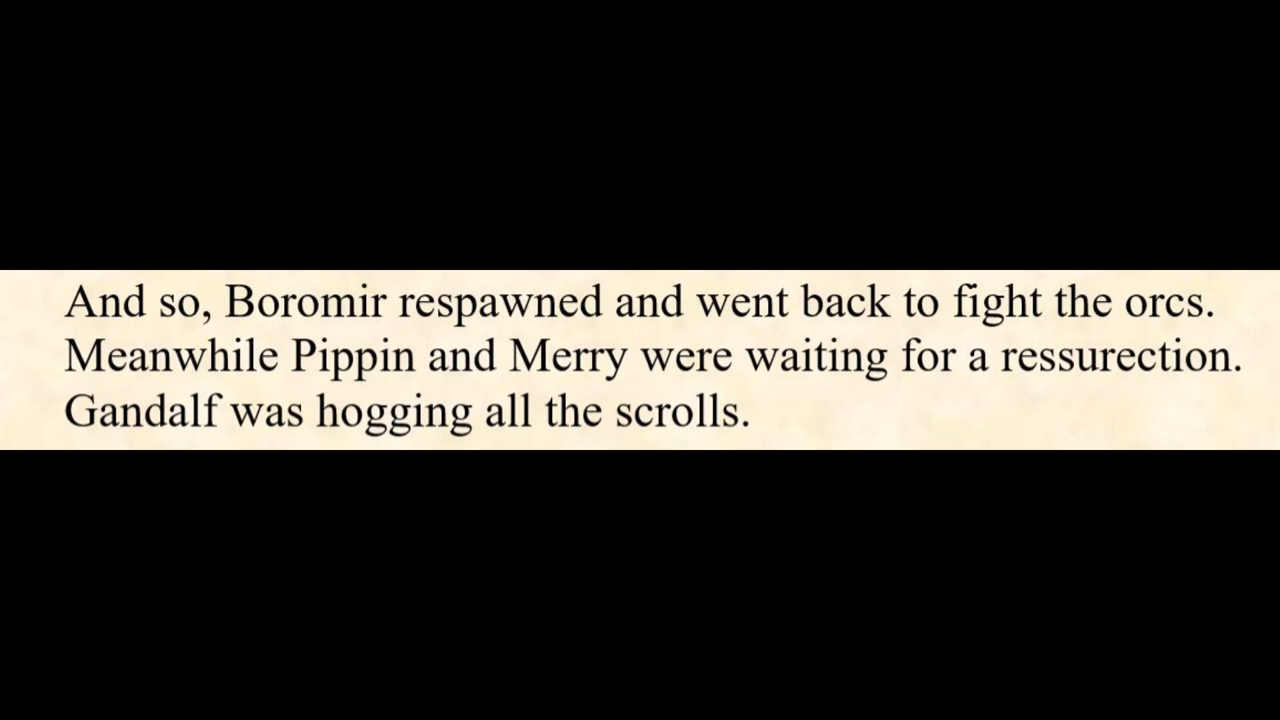 And so, Boromir respawned and went back to fight the orcs.
Meanwhile Pippin and Merry were waiting for a ressurection.
Gandalf was hogging all the scrolls.